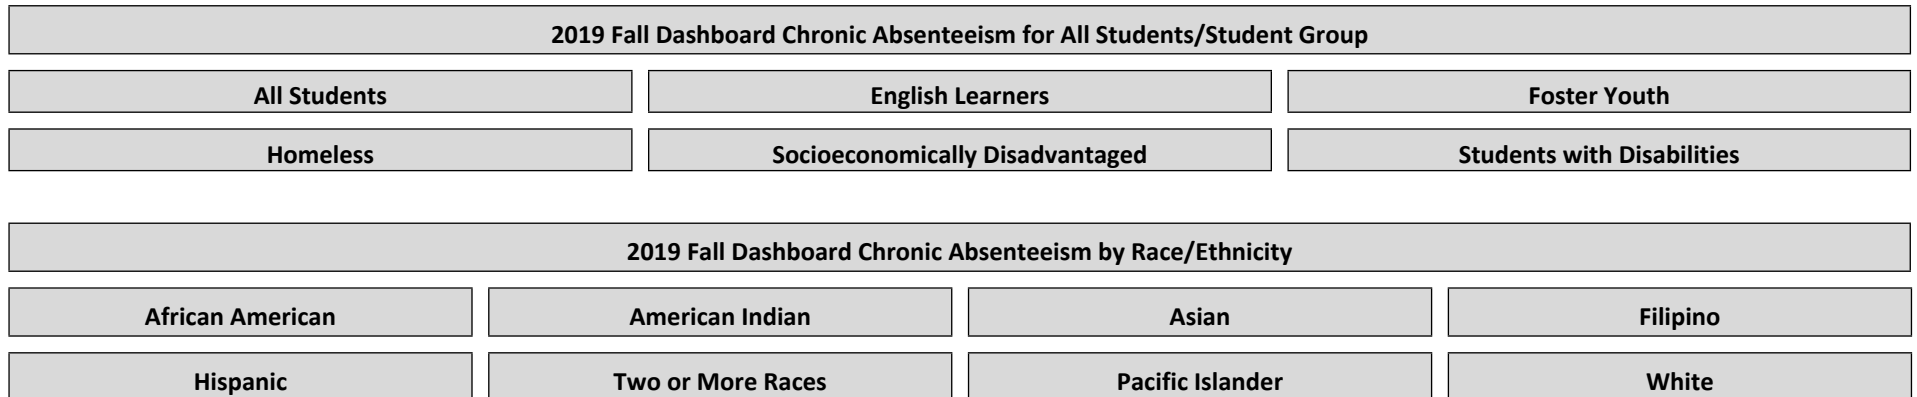 2019 Fall Dashboard Chronic Absenteeism for All Students/Student Group
All Students English Learners Foster Youth
Homeless Socioeconomically Disadvantaged Students with Disabilities
2019 Fall Dashboard Chronic Absenteeism by Race/Ethnicity
African American American Indian Asian Filipino
Hispanic Two or More Races Pacific Islander White